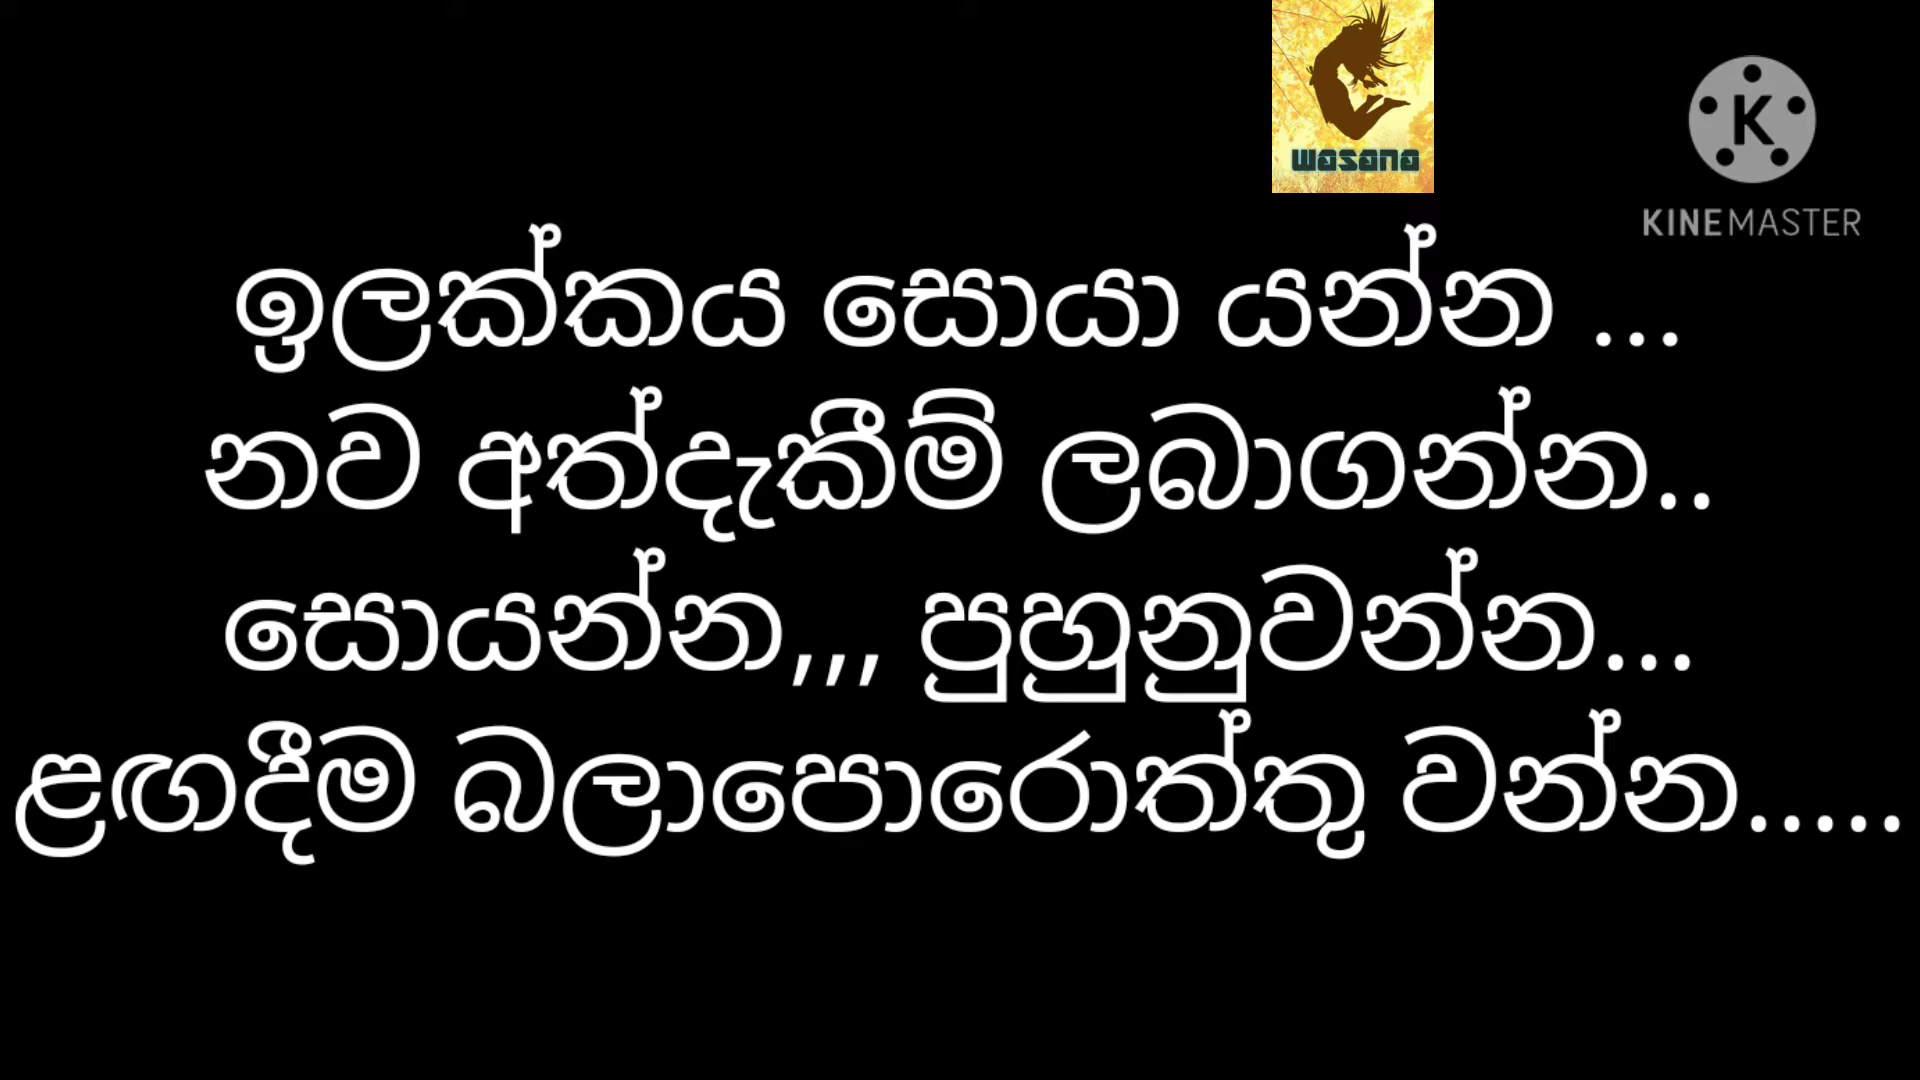 wasana
K
KINEMASTER
ඉලක්කය සොයා යන්න ...
නව අත්දැකීම් ලබාගන්න..
සොයන්න,,, පුහුනුවන්න...
ළඟදීම බලාපොරොත්තු වන්න.....